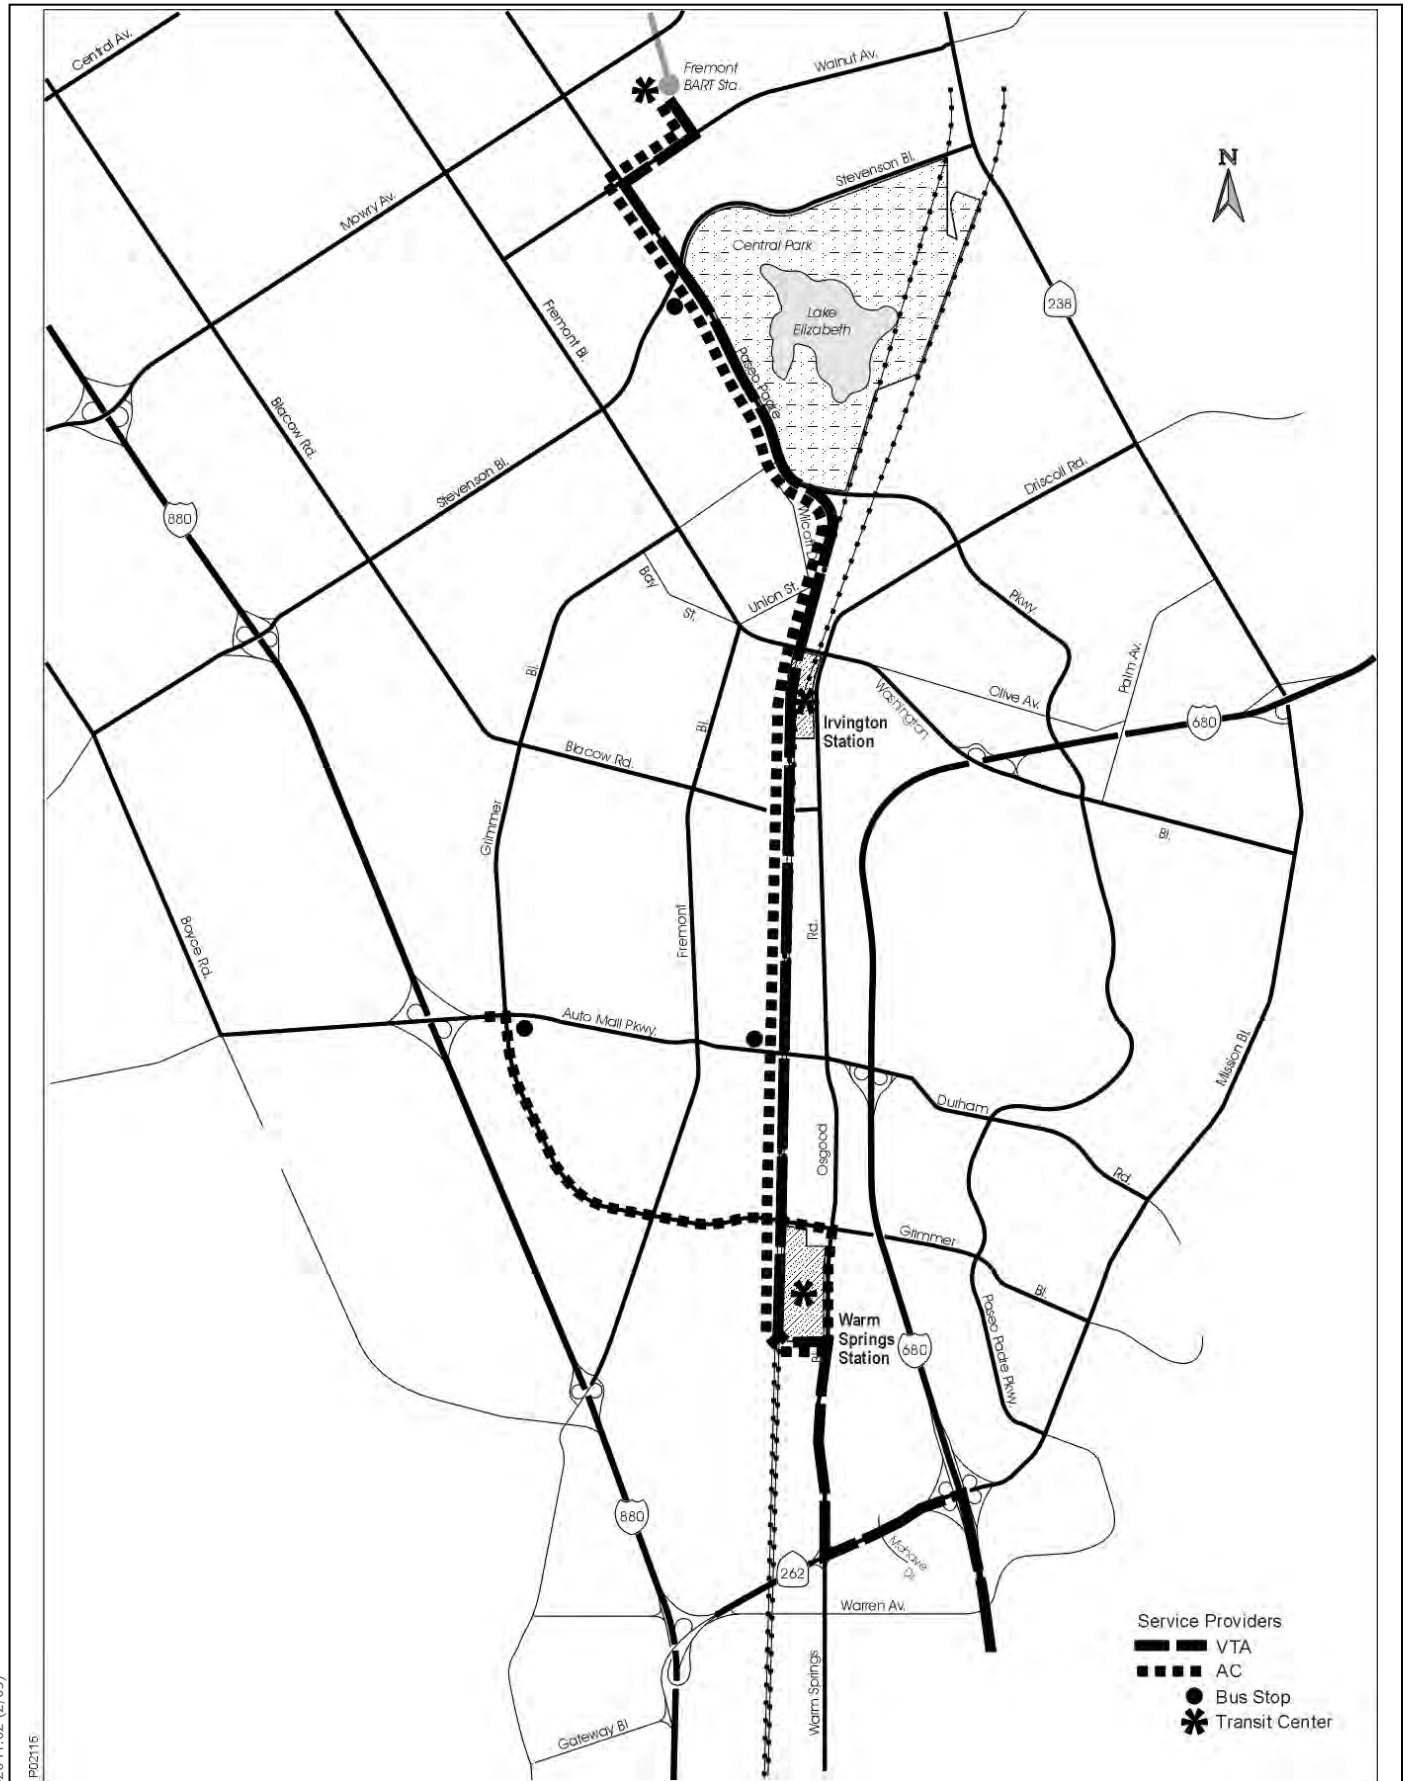 Central Av.
Fremont
BART Sta.
Walnut Av.
N
Stevenson Bl.
Mowry Av.
Central Park
238
Lake
Elizabeth
Fremont Bl.
Paseo Padre
Blacow Rd.
Driscoll Rd.
Stevenson Bl.
880
Bay
St.
Union St.
Pkwy.
Palm Av.
Bl.
Olive Av.
Washington
680
Bl.
Irvington
Station
Blacow Rd.
Grimmer
Bl.
Boyce Rd.
Fremont
Rd.
Auto Mall Pkwy.
Mission Bl.
Durham
Osgood
Rd.
Grimmer
Bl.
Paseo Padre Pkwy.
Warm
Springs
Station
Bl.
680
880
262
Mohave
Warren Av.
Warm Springs
Gateway Bl
Service Providers
VTA
AC
Bus Stop
Transit Center
P02115